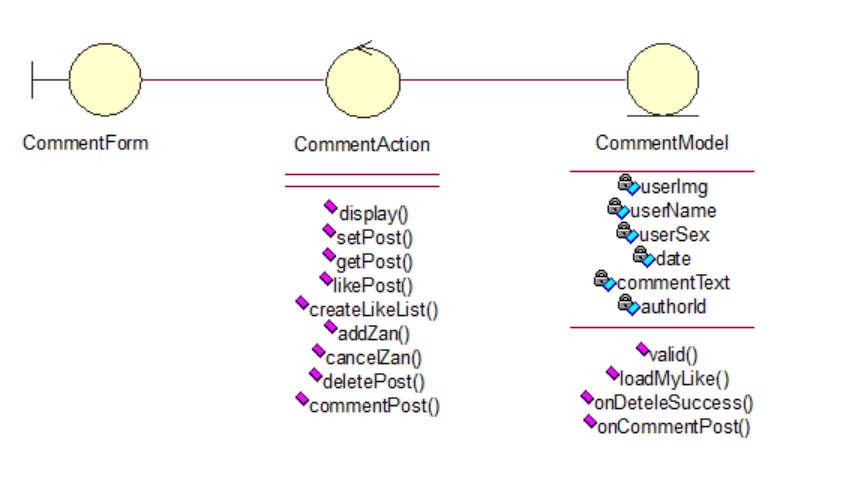 CommentForm
CommentAction
display()
setPost()
getPost()
likePost()
createLikeList()
addZan()
cancelZan()
deletePost()
commentPost()
CommentModel
userImg
userName
userSex
date
commentText
authorId
valid()
loadMyLike()
onDeteleSuccess()
onCommentPost()